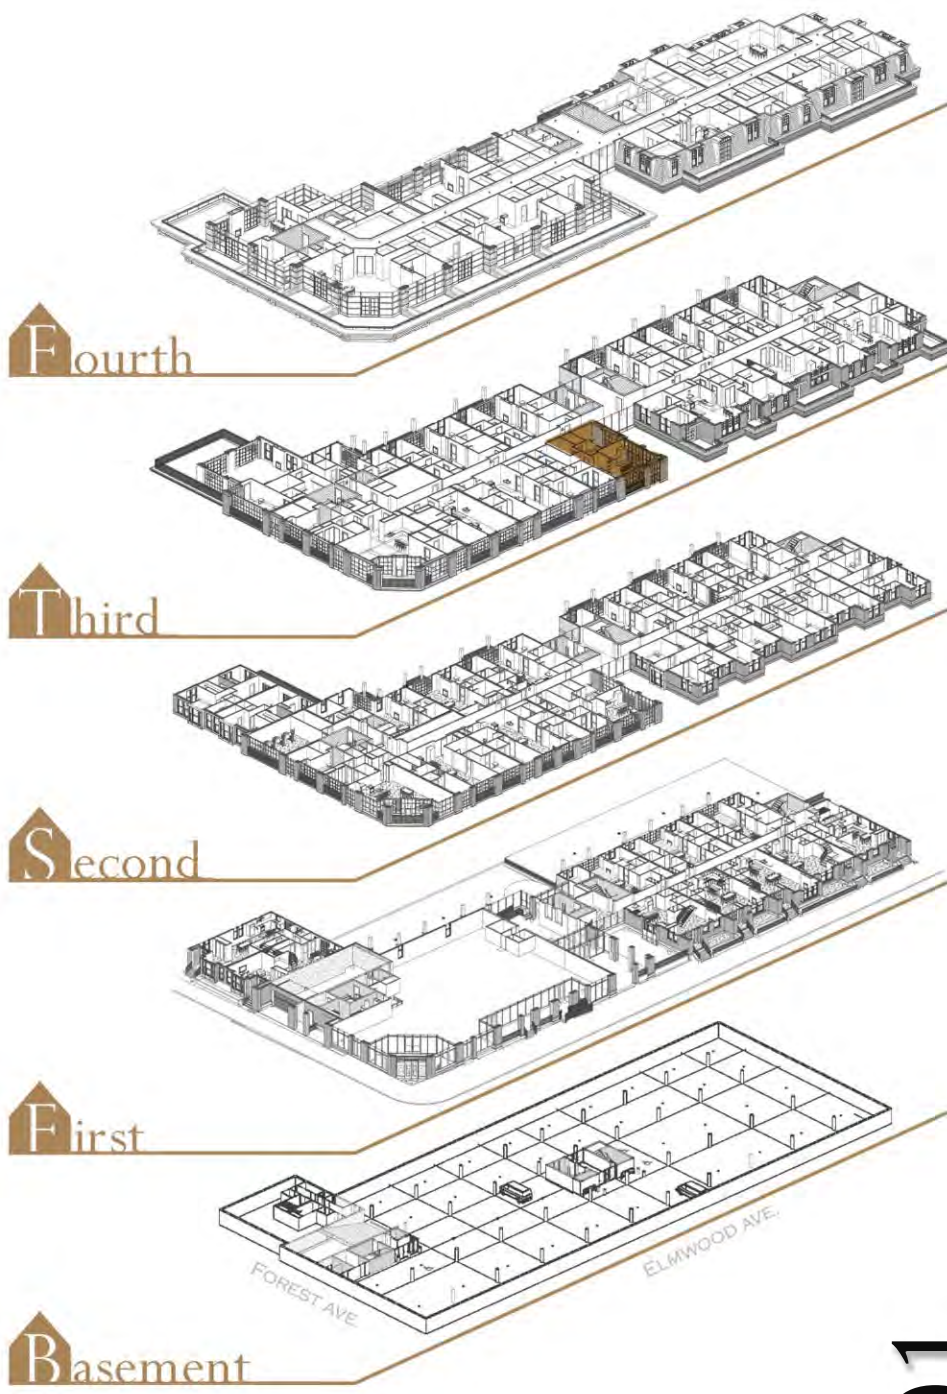 Fourth
Third
Second
First
FOREST AVE.
ELMWOOD AVE.
Basement